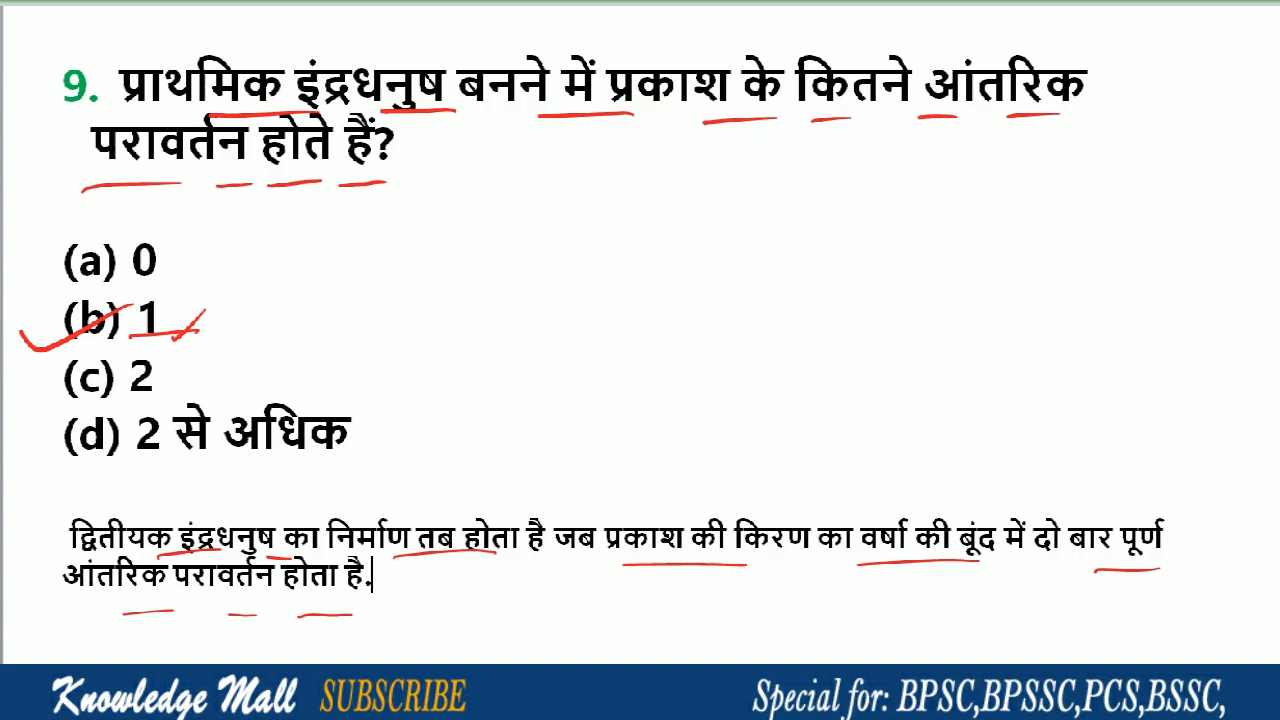 9. प्राथमिक इंद्रधनुष बनने में प्रकाश के कितने आंतरिक
परावर्तन होते हैं?
(a) 0
(b) 1
(c) 2
(d) 2 से अधिक
द्वितीयक इंद्रधनुष का निर्माण तब होता है जब प्रकाश की किरण का वर्षा की बूंद में दो बार पूर्ण
आंतरिक परावर्तन होता है.
Knowledge Mall SUBSCRIBE Special for: BPSC,BPSSC,PCS,BSSC,